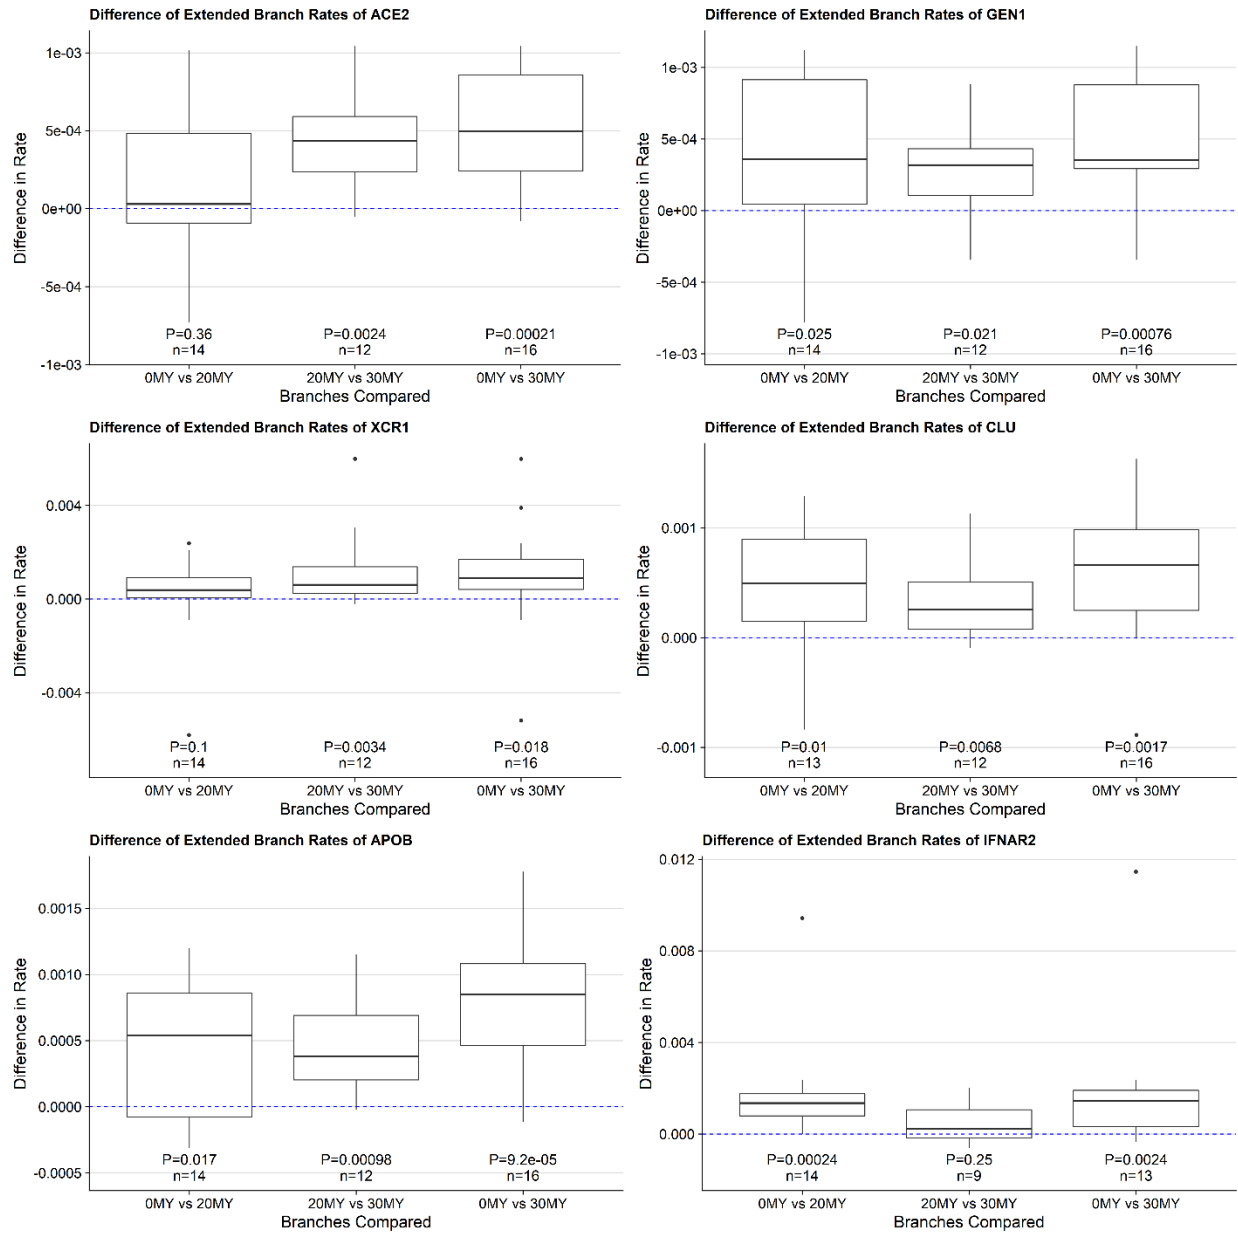 Difference of Extended Branch Rates of ACE2
Difference in Rate
1e-03
5e-04
0e+00
-5e-04
-1e-03
P=0.36 P=0.0024 P=0.00021
n=14 n=12 n=16
0MY vs 20MY 20MY vs 30MY 0MY vs 30MY
Branches Compared
Difference of Extended Branch Rates of GEN1
Difference in Rate
1e-03
5e-04
0e+00
-5e-04
-1e-03
P=0.025 P=0.021 P=0.00076
n=14 n=12 n=16
0MY vs 20MY 20MY vs 30MY 0MY vs 30MY
Branches Compared
Difference of Extended Branch Rates of XCR1
Difference in Rate
0.004
0.000
-0.004
P=0.1 P=0.0034 P=0.018
n=14 n=12 n=16
0MY vs 20MY 20MY vs 30MY 0MY vs 30MY
Branches Compared
Difference of Extended Branch Rates of CLU
Difference in Rate
0.001
0.000
-0.001
P=0.01 P=0.0068 P=0.0017
n=13 n=12 n=16
0MY vs 20MY 20MY vs 30MY 0MY vs 30MY
Branches Compared
Difference of Extended Branch Rates of APOB
Difference in Rate
0.0015
0.0010
0.0005
0.0000
-0.0005
P=0.017 P=0.00098 P=9.2e-05
n=14 n=12 n=16
0MY vs 20MY 20MY vs 30MY 0MY vs 30MY
Branches Compared
Difference of Extended Branch Rates of IFNAR2
Difference in Rate
0.012
0.008
0.004
0.000
P=0.00024 P=0.25 P=0.0024
n=14 n=9 n=13
0MY vs 20MY 20MY vs 30MY 0MY vs 30MY
Branches Compared